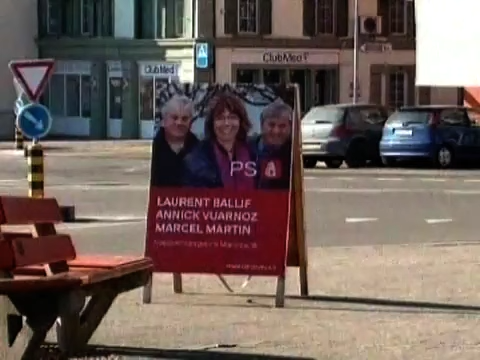 ClubMed
ClubMed
PS
LAURENT BALLIF
ANNICK VUARNOZ
MARCEL MARTIN